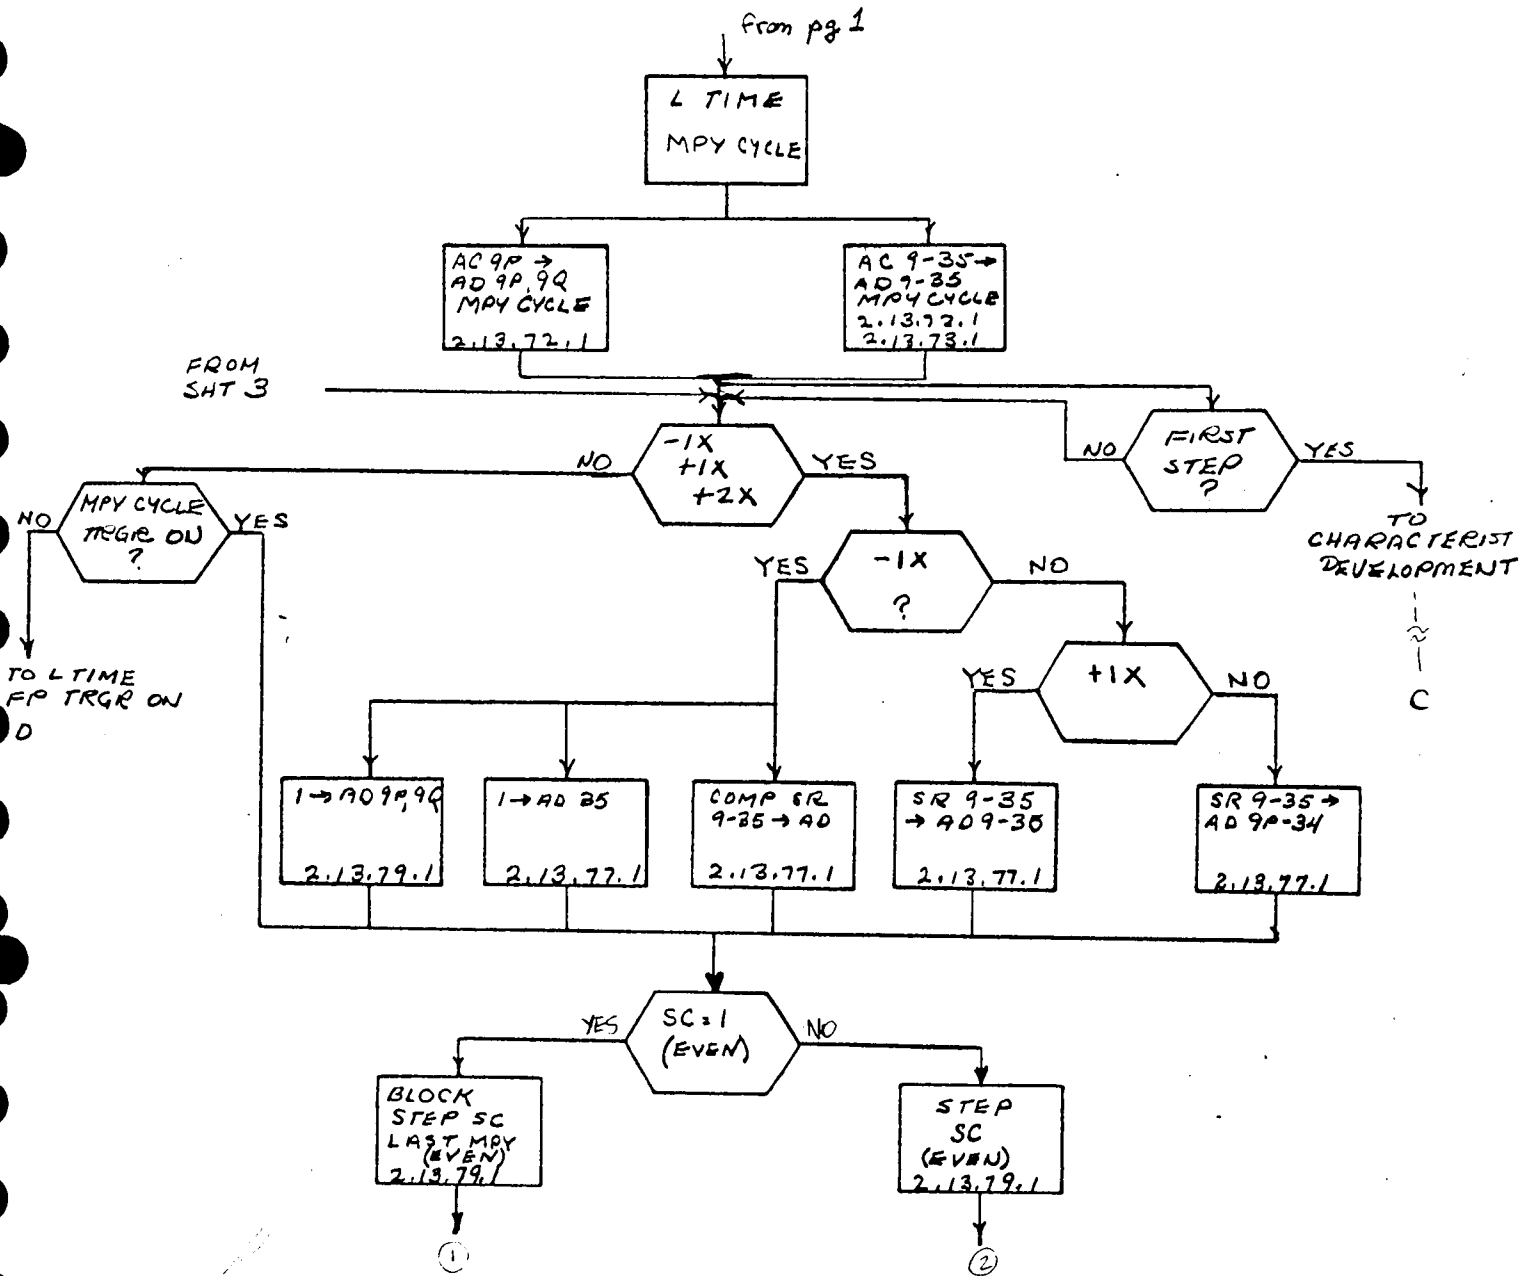 from pg 1
L TIME
MPY CYCLE
AC 9P →
AD 9P, 9Q
MPY CYCLE
2.13.72.1
AC 9-35 →
AD 9-35
MPY CYCLE
2.13.72.1
2.13.73.1
FROM
SHT 3
-1X
+1X
+2X
NO
YES
FIRST
STEP
?
NO
YES
TO
CHARACTERIST
DEVELOPMENT
C
MPY CYCLE
TRGR ON
?
NO
YES
TO L TIME
FP TRGR ON
D
-1X
?
YES
NO
+1X
YES
NO
1 → AD 9P, 9Q
2.13.79.1
1 → AD 35
2.13.77.1
COMP SR
9-35 → AD
2.13.77.1
SR 9-35
→ AD 9-35
2.13.77.1
SR 9-35 →
AD 9P-34
2.13.77.1
SC=1
(EVEN)
YES
NO
BLOCK
STEP SC
LAST MPY
(EVEN)
2.13.79.1
STEP
SC
(EVEN)
2.13.79.1
1
2